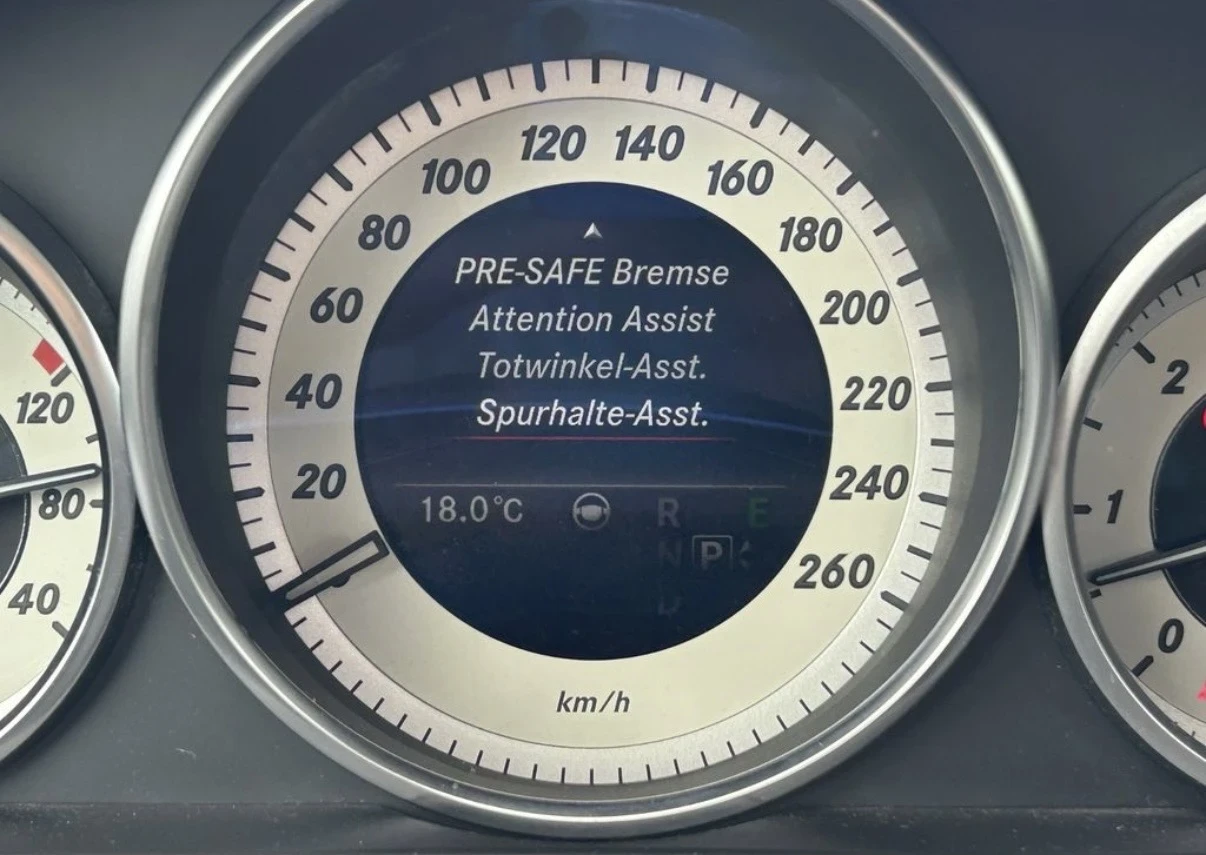 120
80
40
20
40
60
80
100
120
140
160
180
200
220
240
260
PRE-SAFE Bremse
Attention Assist
Totwinkel-Asst.
Spurhalte-Asst.
18.0°C
R
E
N
P
D
km/h
2
1
0